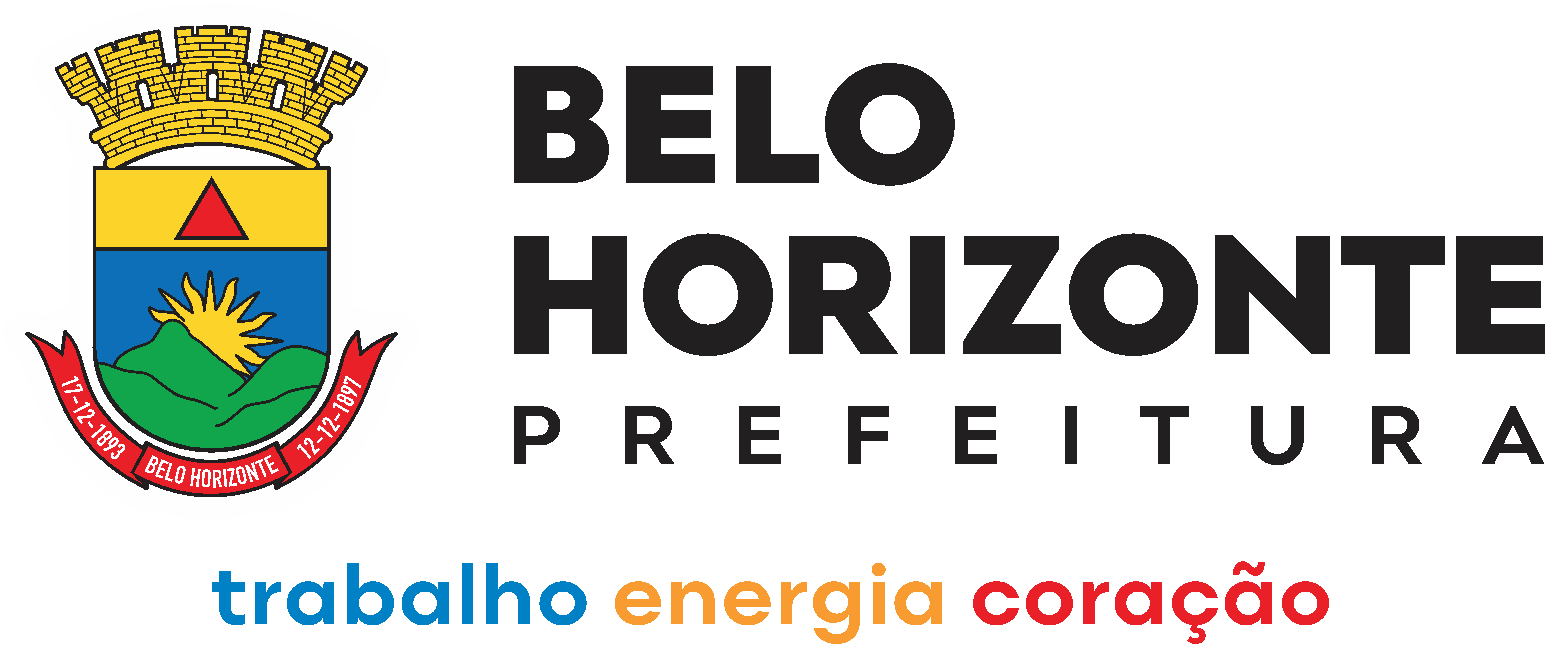 BELO
HORIZONTE
PREFEITURA
17-12-1893
BELO HORIZONTE
12-12-1897
trabalho energia coração